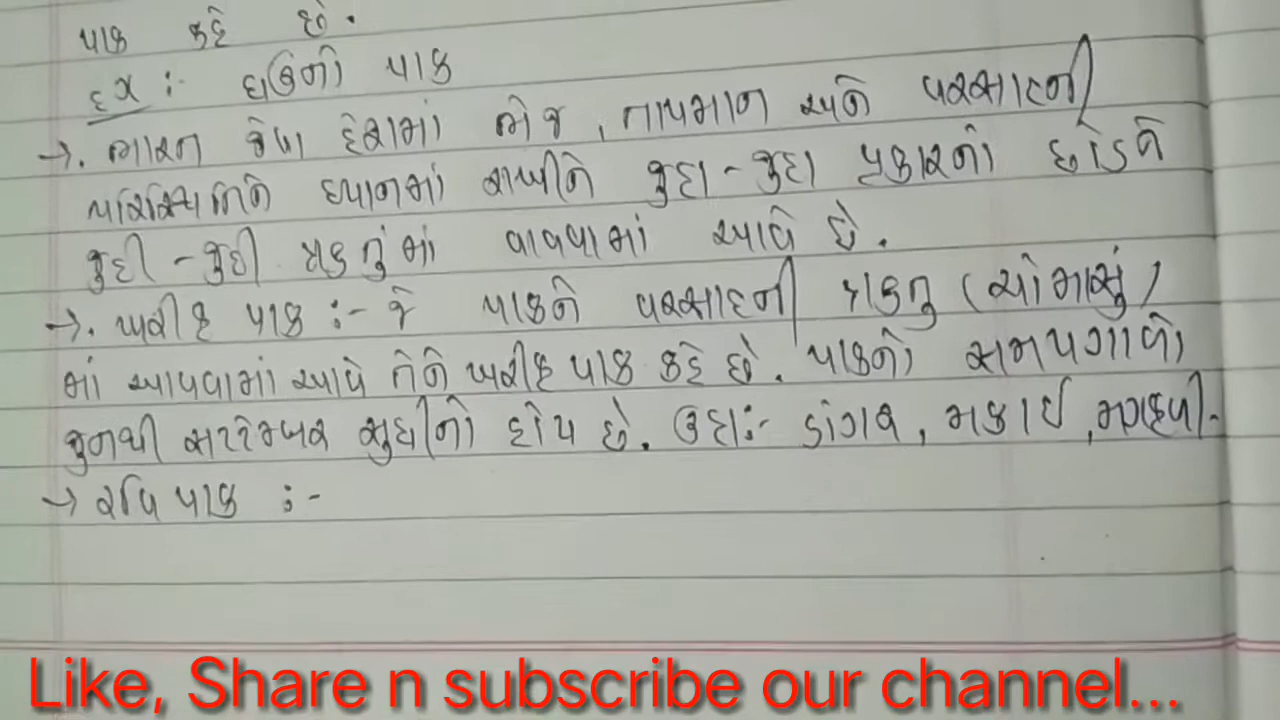 પાક કહે છે.
દા.ત :- ઘઉંનો પાક
→. ભારત જેવા દેશમાં ભેજ, તાપમાન અને વરસાદની
પરિસ્થિતિને ધ્યાનમાં રાખીને જુદા - જુદા પ્રકારનાં છોડને
જુદી - જુદી ઋતુમાં વાવવામાં આવે છે.
→. ખરીફ પાક :- જે પાકને વરસાદની ઋતુ (ચોમાસું)
માં વાવવામાં આવે તેને ખરીફ પાક કહે છે. પાકનો સમયગાળો
જુનથી સપ્ટેમ્બર સુધીનો હોય છે. ઉદા:- ડાંગર, મકાઈ, મગફળી.
→ રવિ પાક :-
Like, Share n subscribe our channel...